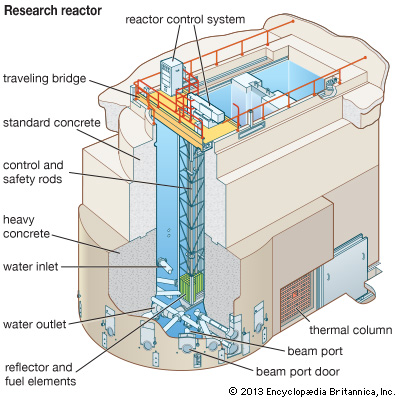 Research reactor
reactor control system
traveling bridge
standard concrete
control and
safety rods
heavy
concrete
water inlet
water outlet
reflector and
fuel elements
thermal column
beam port
beam port door
© 2013 Encyclopædia Britannica, Inc.